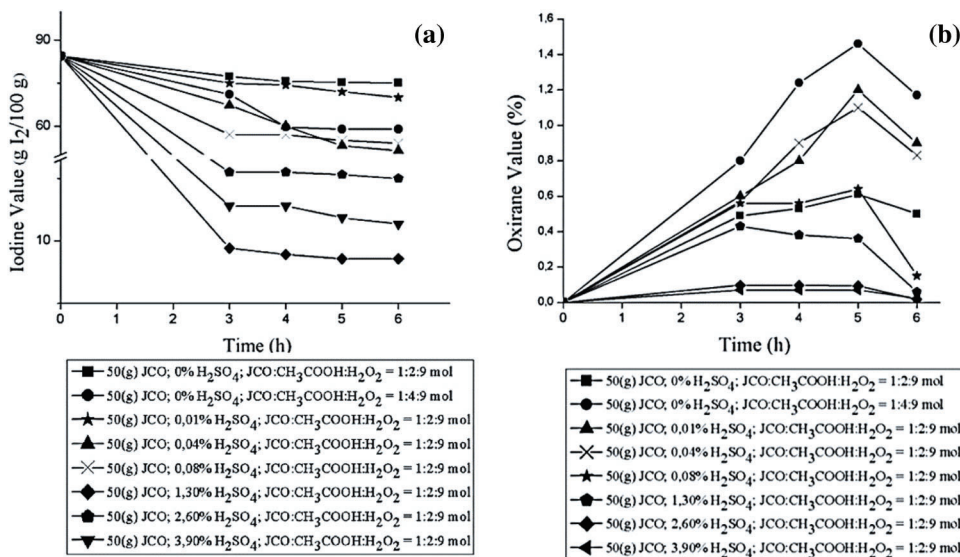 (a)
Iodine Value (g I2/100 g)
90
60
10
0 1 2 3 4 5 6
Time (h)
50(g) JCO; 0% H2SO4; JCO:CH3COOH:H2O2 = 1:2:9 mol
50(g) JCO; 0% H2SO4; JCO:CH3COOH:H2O2 = 1:4:9 mol
50(g) JCO; 0,01% H2SO4; JCO:CH3COOH:H2O2 = 1:2:9 mol
50(g) JCO; 0,04% H2SO4; JCO:CH3COOH:H2O2 = 1:2:9 mol
50(g) JCO; 0,08% H2SO4; JCO:CH3COOH:H2O2 = 1:2:9 mol
50(g) JCO; 1,30% H2SO4; JCO:CH3COOH:H2O2 = 1:2:9 mol
50(g) JCO; 2,60% H2SO4; JCO:CH3COOH:H2O2 = 1:2:9 mol
50(g) JCO; 3,90% H2SO4; JCO:CH3COOH:H2O2 = 1:2:9 mol
(b)
Oxirane Value (%)
1,6
1,4
1,2
1,0
0,8
0,6
0,4
0,2
0,0
0 1 2 3 4 5 6
Time (h)
50(g) JCO; 0% H2SO4; JCO:CH3COOH:H2O2 = 1:2:9 mol
50(g) JCO; 0% H2SO4; JCO:CH3COOH:H2O2 = 1:4:9 mol
50(g) JCO; 0,01% H2SO4; JCO:CH3COOH:H2O2 = 1:2:9 mol
50(g) JCO; 0,04% H2SO4; JCO:CH3COOH:H2O2 = 1:2:9 mol
50(g) JCO; 0,08% H2SO4; JCO:CH3COOH:H2O2 = 1:2:9 mol
50(g) JCO; 1,30% H2SO4; JCO:CH3COOH:H2O2 = 1:2:9 mol
50(g) JCO; 2,60% H2SO4; JCO:CH3COOH:H2O2 = 1:2:9 mol
50(g) JCO; 3,90% H2SO4; JCO:CH3COOH:H2O2 = 1:2:9 mol